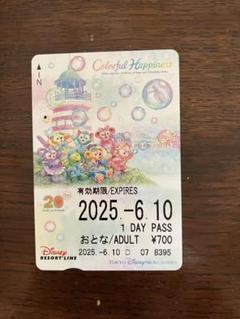 IN
Colorful Happiness
20
有効期限/EXPIRES
2025.-6.10
1 DAY PASS
おとな/ADULT ¥700
Disney
RESORT LINE
2025.-6.10 D 07 8395